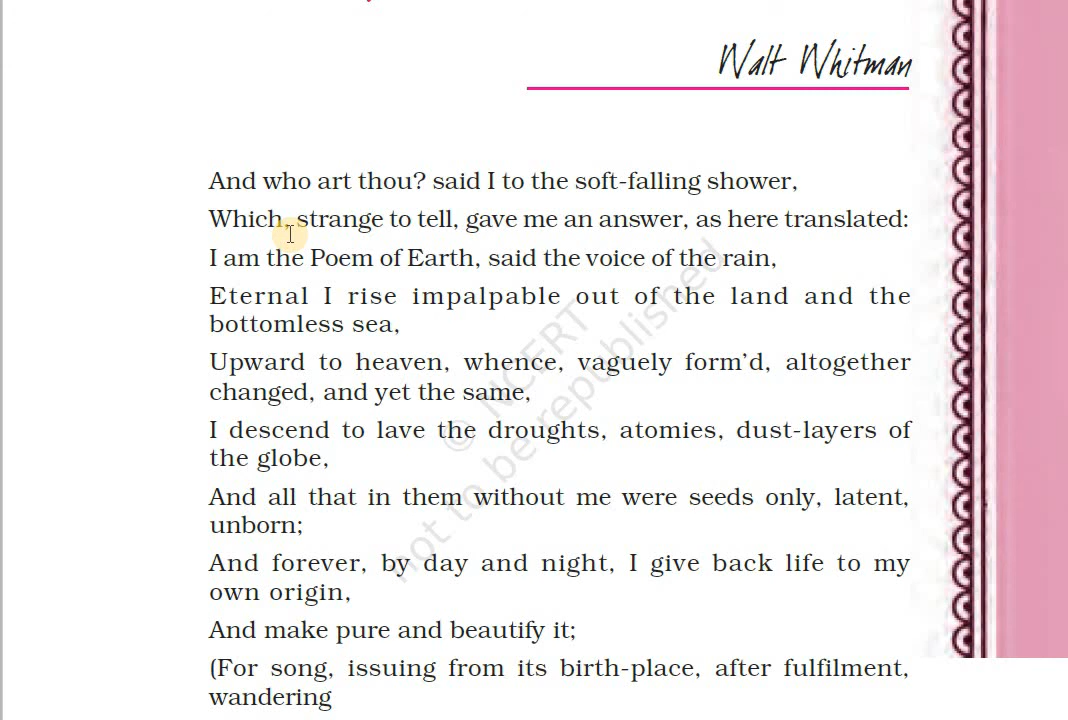 Walt Whitman
And who art thou? said I to the soft-falling shower,
Which, strange to tell, gave me an answer, as here translated:
I am the Poem of Earth, said the voice of the rain,
Eternal I rise impalpable out of the land and the
bottomless sea,
Upward to heaven, whence, vaguely form'd, altogether
changed, and yet the same,
I descend to lave the droughts, atomies, dust-layers of
the globe,
And all that in them without me were seeds only, latent,
unborn;
And forever, by day and night, I give back life to my
own origin,
And make pure and beautify it;
(For song, issuing from its birth-place, after fulfilment,
wandering
© NCERT
not to be republished